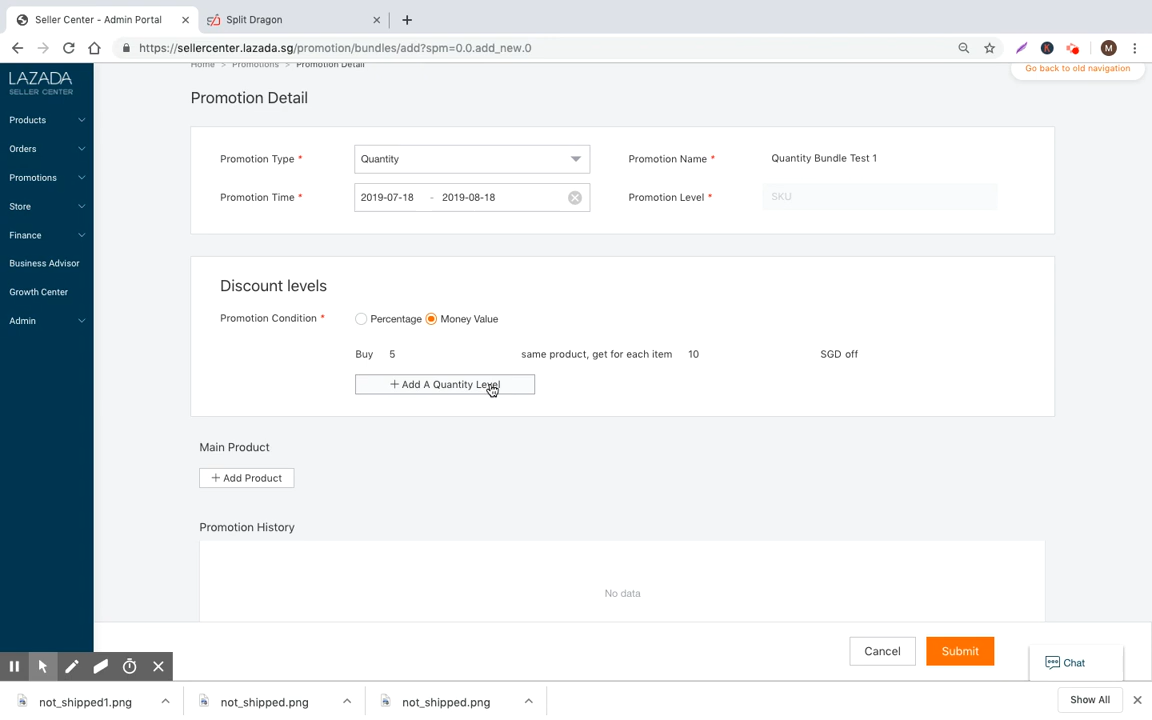 Seller Center - Admin Portal
Split Dragon
https://sellercenter.lazada.sg/promotion/bundles/add?spm=0.0.add_new.0
K
M
LAZADA
SELLER CENTER
Products
Orders
Promotions
Store
Finance
Business Advisor
Growth Center
Admin
Home > Promotions > Promotion Detail
Go back to old navigation
Promotion Detail
Promotion Type *
Quantity
Promotion Name *
Quantity Bundle Test 1
Promotion Time *
2019-07-18 - 2019-08-18
Promotion Level *
SKU
Discount levels
Promotion Condition *
Percentage
Money Value
Buy 5 same product, get for each item 10 SGD off
+ Add A Quantity Level
Main Product
+ Add Product
Promotion History
No data
Cancel
Submit
Chat
not_shipped1.png
not_shipped.png
not_shipped.png
Show All